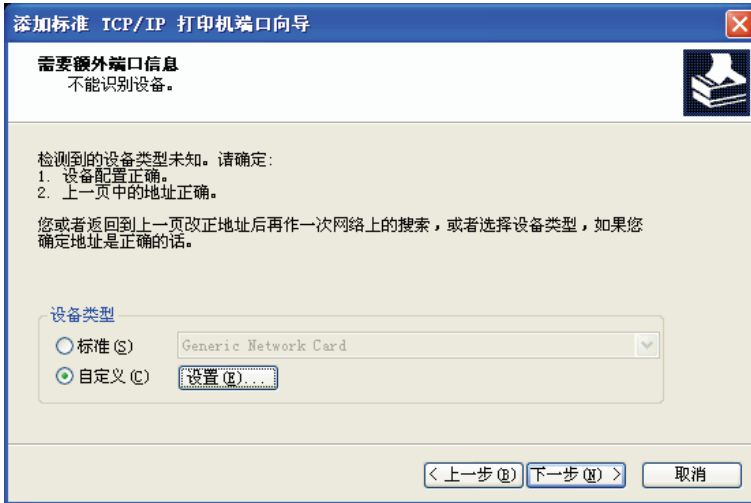 添加标准 TCP/IP 打印机端口向导
需要额外端口信息
不能识别设备。
检测到的设备类型未知。请确定:
1. 设备配置正确。
2. 上一页中的地址正确。
您或者返回到上一页改正地址后再作一次网络上的搜索，或者选择设备类型，如果您
确定地址是正确的话。
设备类型
标准(S)
Generic Network Card
自定义(C)
设置(E)...
< 上一步(B)
下一步(N) >
取消